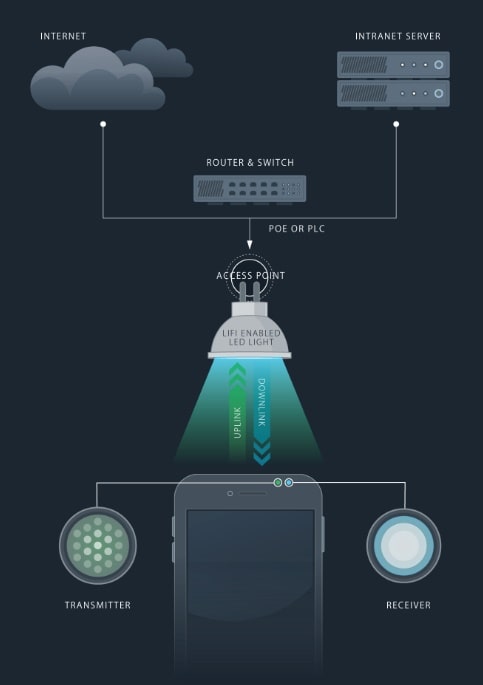 INTERNET
INTRANET SERVER
ROUTER & SWITCH
POE OR PLC
ACCESS POINT
LIFI ENABLED
LED LIGHT
UPLINK
DOWNLINK
TRANSMITTER
RECEIVER